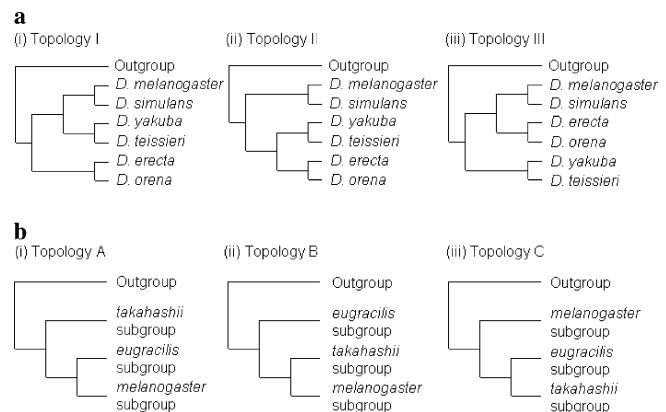 a
(i) Topology I
Outgroup
D. melanogaster
D. simulans
D. yakuba
D. teissieri
D. erecta
D. orena
(ii) Topology II
Outgroup
D. melanogaster
D. simulans
D. yakuba
D. teissieri
D. erecta
D. orena
(iii) Topology III
Outgroup
D. melanogaster
D. simulans
D. erecta
D. orena
D. yakuba
D. teissieri
b
(i) Topology A
Outgroup
takahashii
subgroup
eugracilis
subgroup
melanogaster
subgroup
(ii) Topology B
Outgroup
eugracilis
subgroup
takahashii
subgroup
melanogaster
subgroup
(iii) Topology C
Outgroup
melanogaster
subgroup
eugracilis
subgroup
takahashii
subgroup